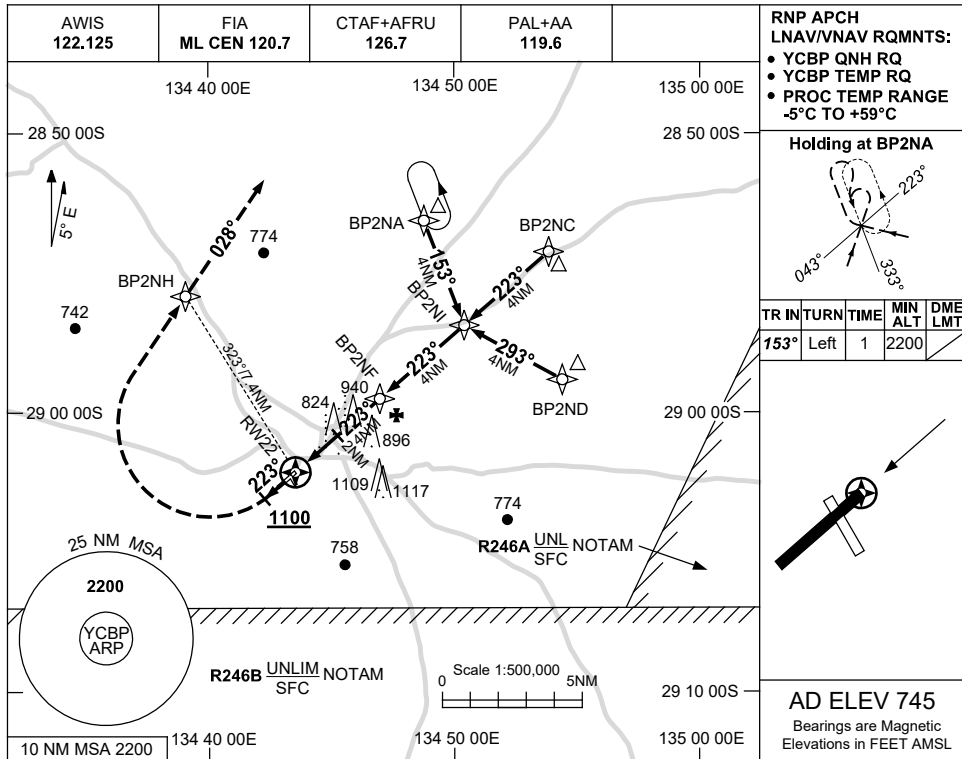 AWIS
122.125
FIA
ML CEN 120.7
CTAF+AFRU
126.7
PAL+AA
119.6
RNP APCH
LNAV/VNAV RQMNTS:
● YCBP QNH RQ
● YCBP TEMP RQ
● PROC TEMP RANGE
-5°C TO +59°C
134 40 00E
134 50 00E
135 00 00E
28 50 00S
28 50 00S
Holding at BP2NA
223°
043°
333°
TR IN
TURN
TIME
MIN
ALT
DME
LMT
153°
Left
1
2200
5° E
028°
774
BP2NH
742
BP2NA
BP2NC
153°
4NM
223°
4NM
BP2NI
293°
4NM
BP2ND
223°
4NM
BP2NF
323°/7.4NM
940
824
223°
4NM
2NM
896
29 00 00S
29 00 00S
RW22
223°
1109
1117
1100
774
758
R246A UNL
SFC
NOTAM
25 NM MSA
2200
YCBP
ARP
R246B UNLIM
SFC
NOTAM
Scale 1:500,000
0
5NM
29 10 00S
134 40 00E
134 50 00E
135 00 00E
10 NM MSA 2200
AD ELEV 745
Bearings are Magnetic
Elevations in FEET AMSL